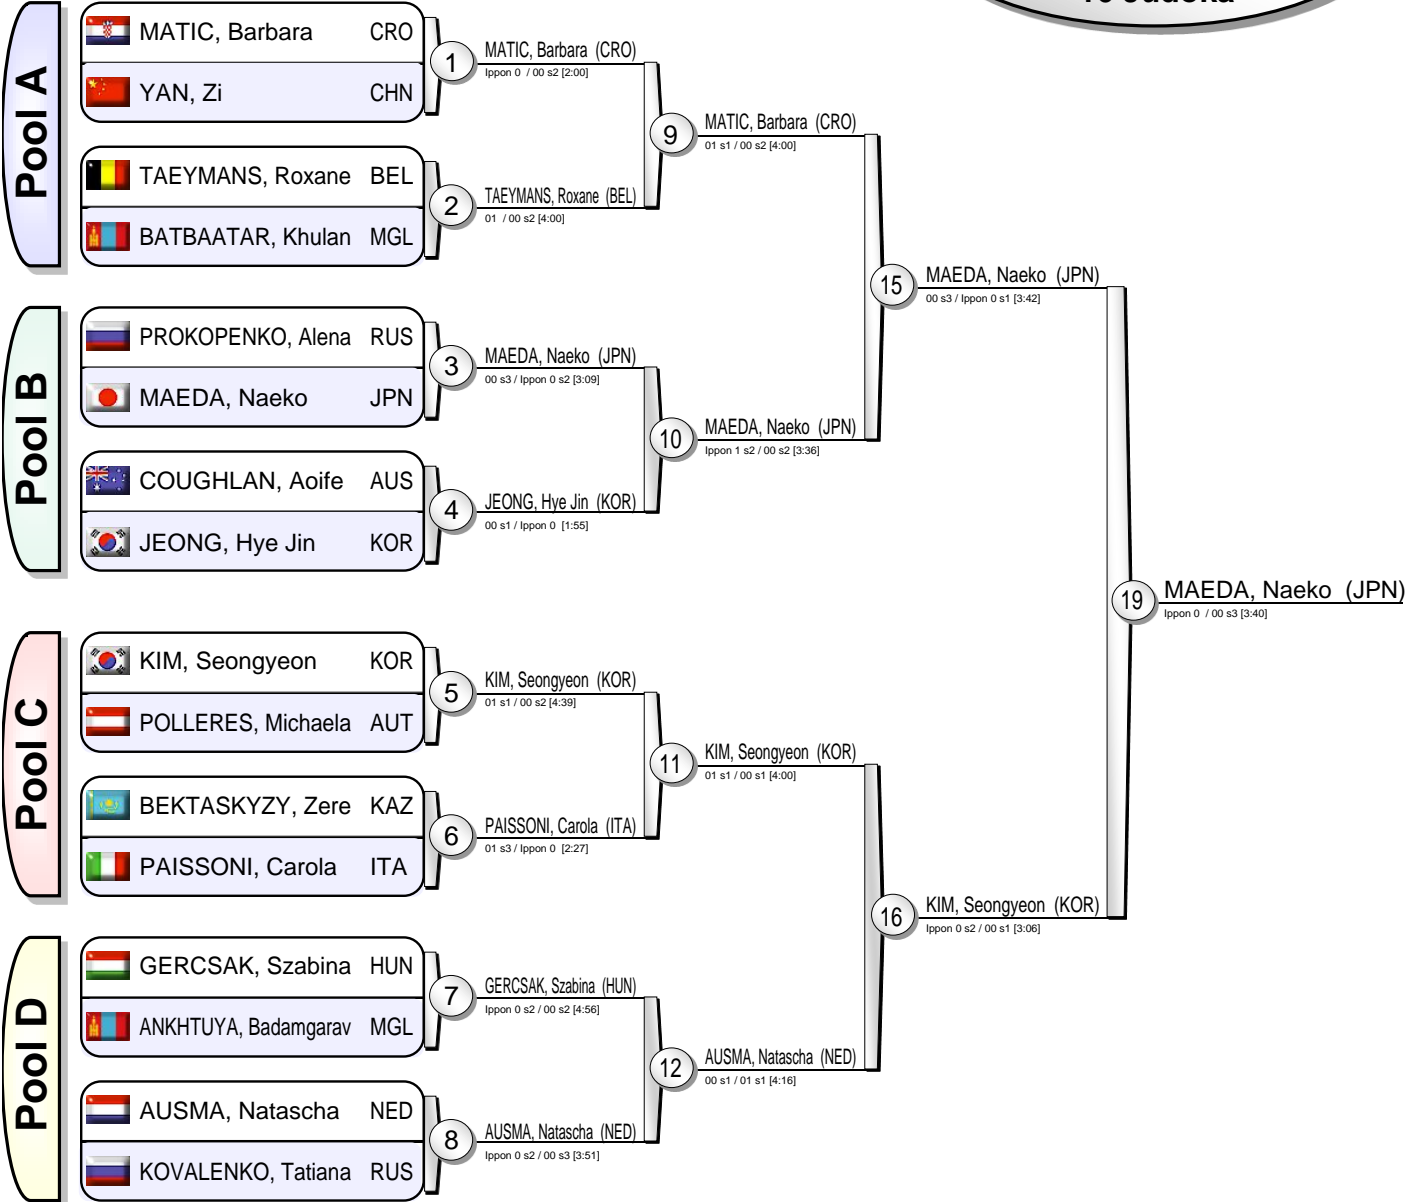 16 Judoka
Pool A
MATIC, Barbara CRO
YAN, Zi CHN
TAEYMANS, Roxane BEL
BATBAATAR, Khulan MGL
Pool B
PROKOPENKO, Alena RUS
MAEDA, Naeko JPN
COUGHLAN, Aoife AUS
JEONG, Hye Jin KOR
Pool C
KIM, Seongyeon KOR
POLLERES, Michaela AUT
BEKTASKYZY, Zere KAZ
PAISSONI, Carola ITA
Pool D
GERCSAK, Szabina HUN
ANKHTUYA, Badamgarav MGL
AUSMA, Natascha NED
KOVALENKO, Tatiana RUS
1
MATIC, Barbara (CRO)
Ippon 0 / 00 s2 [2:00]
2
TAEYMANS, Roxane (BEL)
01 / 00 s2 [4:00]
3
MAEDA, Naeko (JPN)
00 s3 / Ippon 0 s2 [3:09]
4
JEONG, Hye Jin (KOR)
00 s1 / Ippon 0 [1:55]
5
KIM, Seongyeon (KOR)
01 s1 / 00 s2 [4:39]
6
PAISSONI, Carola (ITA)
01 s3 / Ippon 0 [2:27]
7
GERCSAK, Szabina (HUN)
Ippon 0 s2 / 00 s2 [4:56]
8
AUSMA, Natascha (NED)
Ippon 0 s2 / 00 s3 [3:51]
9
MATIC, Barbara (CRO)
01 s1 / 00 s2 [4:00]
10
MAEDA, Naeko (JPN)
Ippon 1 s2 / 00 s2 [3:36]
11
KIM, Seongyeon (KOR)
01 s1 / 00 s1 [4:00]
12
AUSMA, Natascha (NED)
00 s1 / 01 s1 [4:16]
15
MAEDA, Naeko (JPN)
00 s3 / Ippon 0 s1 [3:42]
16
KIM, Seongyeon (KOR)
Ippon 0 s2 / 00 s1 [3:06]
19
MAEDA, Naeko (JPN)
Ippon 0 / 00 s3 [3:40]